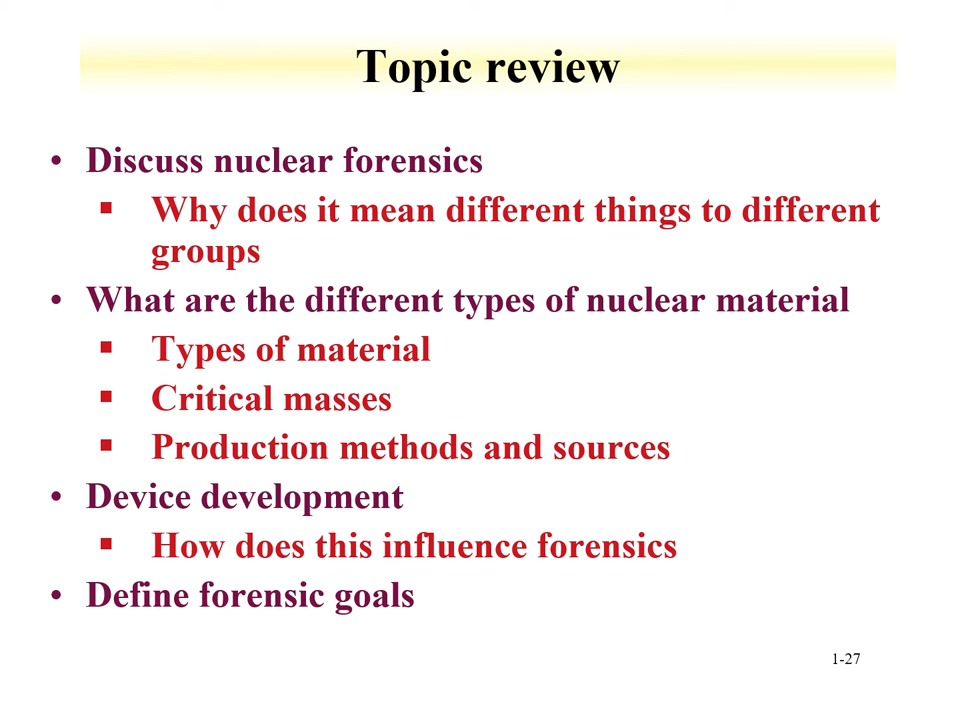 Topic review
• Discuss nuclear forensics
▪ Why does it mean different things to different
groups
• What are the different types of nuclear material
▪ Types of material
▪ Critical masses
▪ Production methods and sources
• Device development
▪ How does this influence forensics
• Define forensic goals
1-27